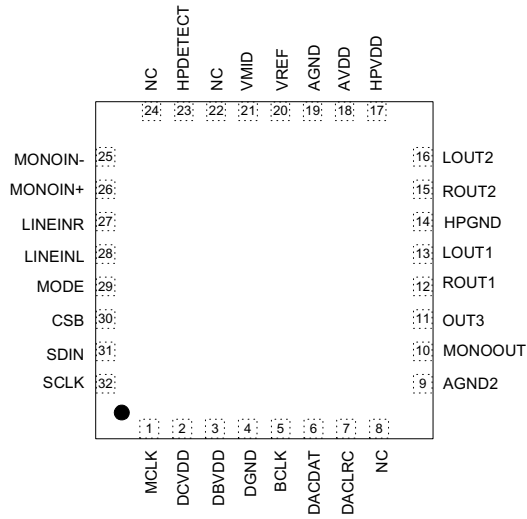 NC HPDETECT NC VMID VREF AGND AVDD HPVDD
24 23 22 21 20 19 18 17
MONOIN- 25 16 LOUT2
MONOIN+ 26 15 ROUT2
LINEINR 27 14 HPGND
LINEINL 28 13 LOUT1
MODE 29 12 ROUT1
CSB 30 11 OUT3
SDIN 31 10 MONOOUT
SCLK 32 9 AGND2
1 2 3 4 5 6 7 8
MCLK DCVDD DBVDD DGND BCLK DACDAT DACLRC NC